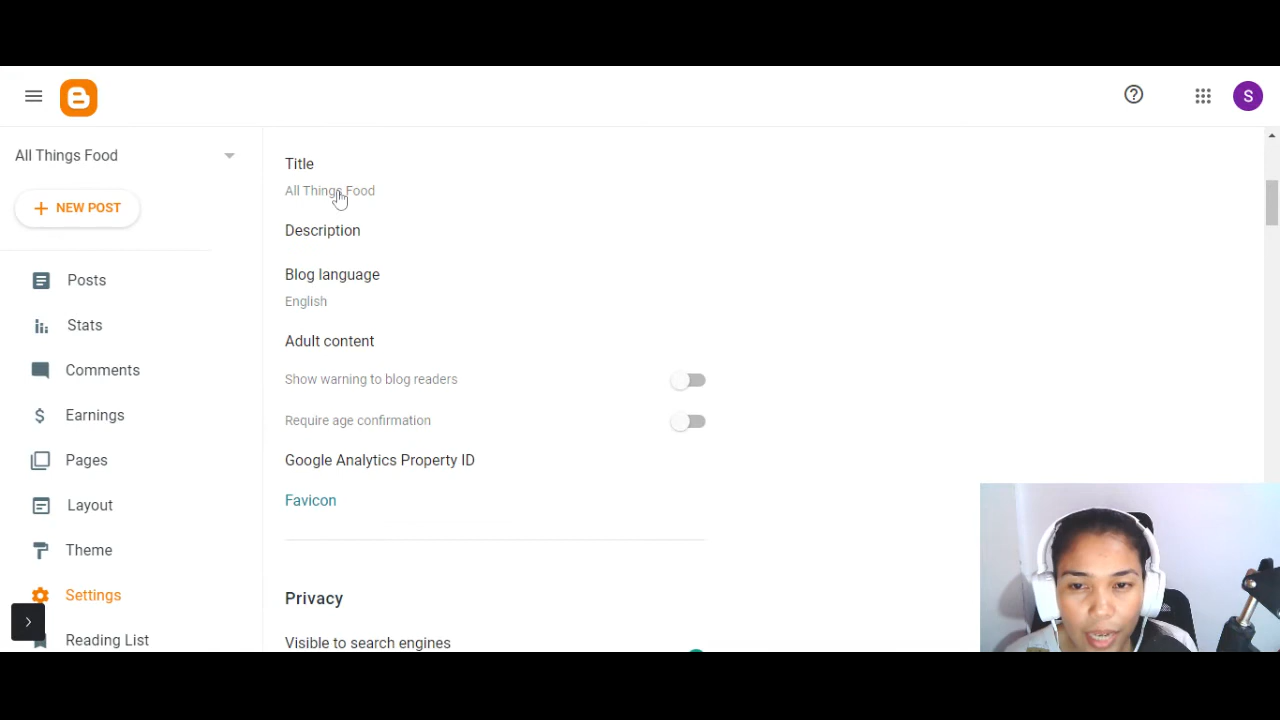 S
All Things Food
NEW POST
Posts
Stats
Comments
Earnings
Pages
Layout
Theme
Settings
Reading List
Title
All Things Food
Description
Blog language
English
Adult content
Show warning to blog readers
Require age confirmation
Google Analytics Property ID
Favicon
Privacy
Visible to search engines